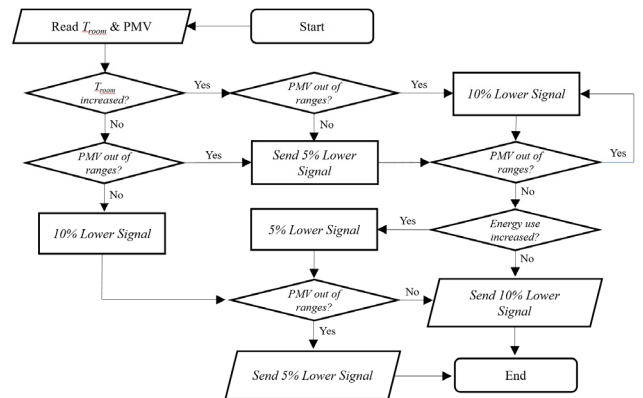 Read Troom & PMV
Start
Troom
increased?
Yes
PMV out of
ranges?
Yes
10% Lower Signal
No
No
PMV out of
ranges?
Yes
Send 5% Lower
Signal
PMV out of
ranges?
Yes
No
No
10% Lower Signal
5% Lower Signal
Yes
Energy use
increased?
No
PMV out of
ranges?
No
Send 10% Lower
Signal
Yes
Send 5% Lower Signal
End